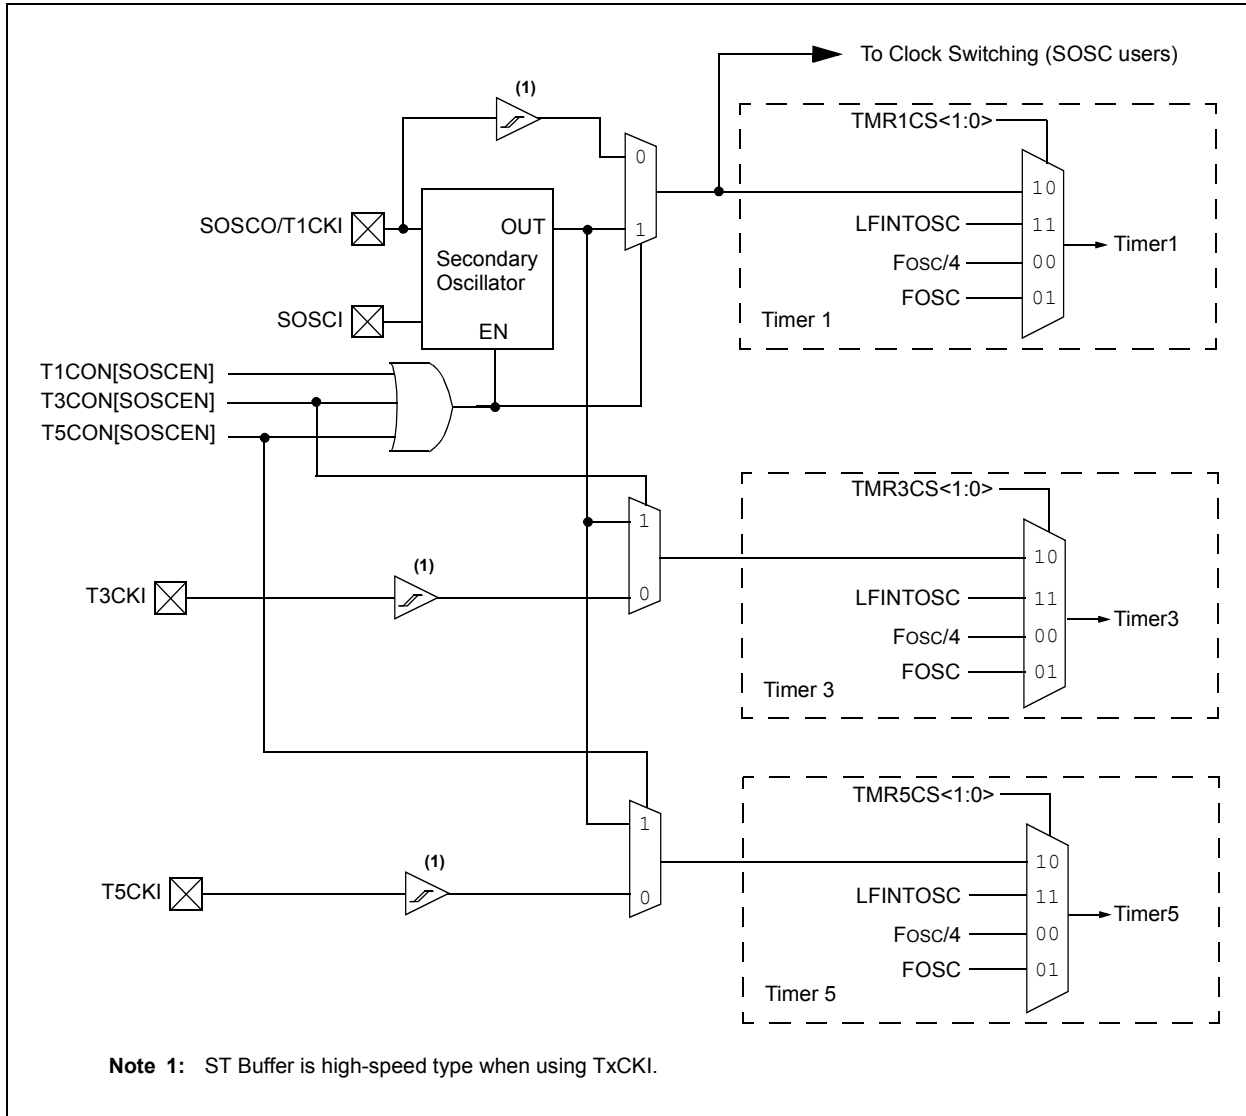 To Clock Switching (SOSC users)
(1)
TMR1CS<1:0>
0
10
SOSCO/T1CKI
OUT
1
LFINTOSC
11
Timer1
Secondary
Oscillator
FOSC/4
00
FOSC
01
SOSCI
EN
Timer 1
T1CON[SOSCEN]
T3CON[SOSCEN]
T5CON[SOSCEN]
TMR3CS<1:0>
1
10
(1)
T3CKI
0
LFINTOSC
11
Timer3
FOSC/4
00
FOSC
01
Timer 3
TMR5CS<1:0>
1
10
(1)
T5CKI
0
LFINTOSC
11
Timer5
FOSC/4
00
FOSC
01
Timer 5
Note 1: ST Buffer is high-speed type when using TxCKI.